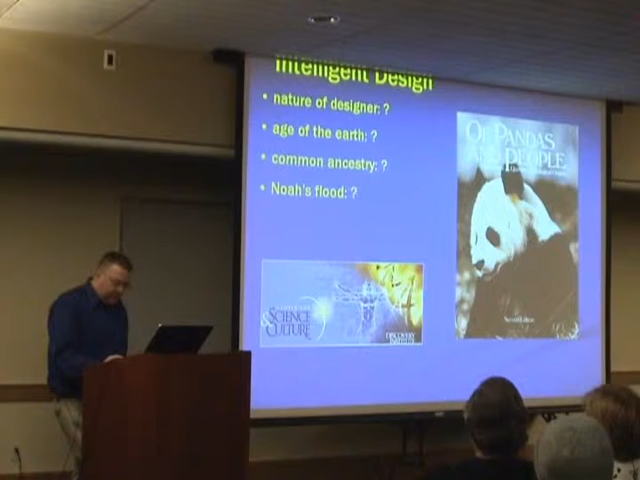 Intelligent Design
• nature of designer: ?
• age of the earth: ?
• common ancestry: ?
• Noah's flood: ?
OF PANDAS
AND PEOPLE
SCIENCE
& CULTURE
DISCOVERY